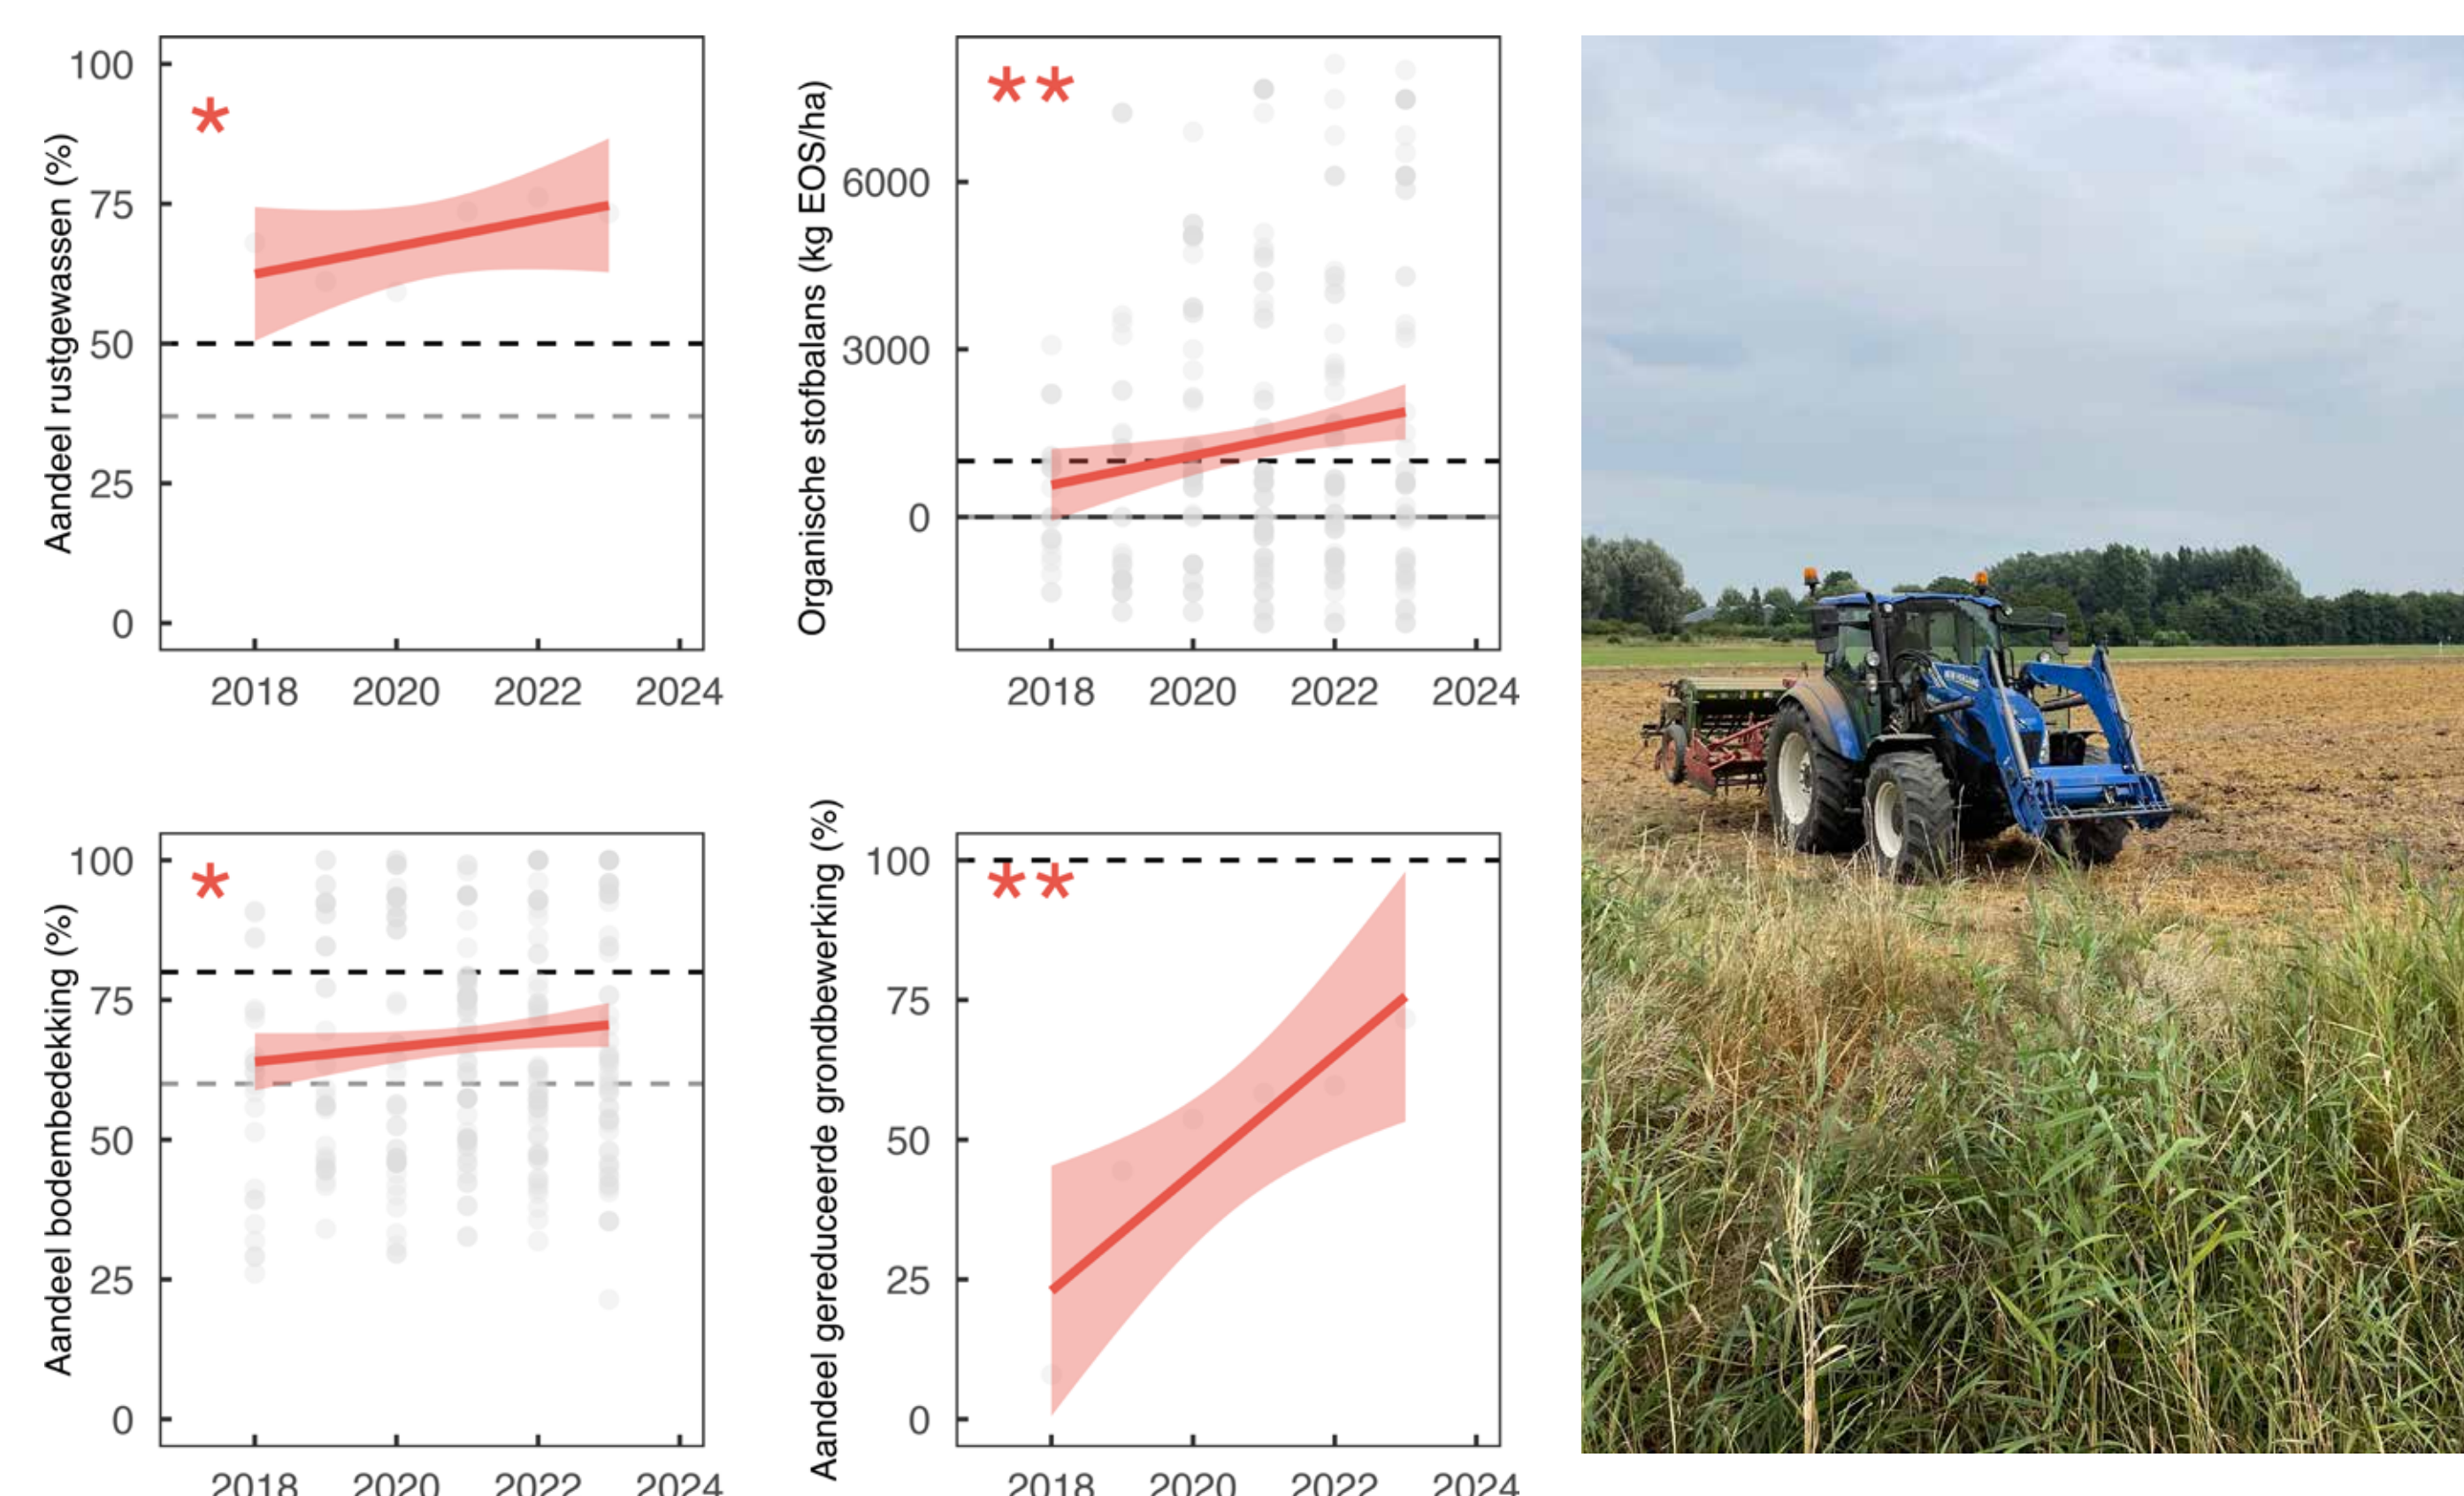 Aandeel rustgewassen (%)
100
75
50
25
0
*
2018 2020 2022 2024
Organische stofbalans (kg EOS/ha)
6000
3000
0
**
2018 2020 2022 2024
Aandeel bodembedekking (%)
100
75
50
25
0
*
2018 2020 2022 2024
Aandeel gereduceerde grondbewerking (%)
100
75
50
25
0
**
2018 2020 2022 2024